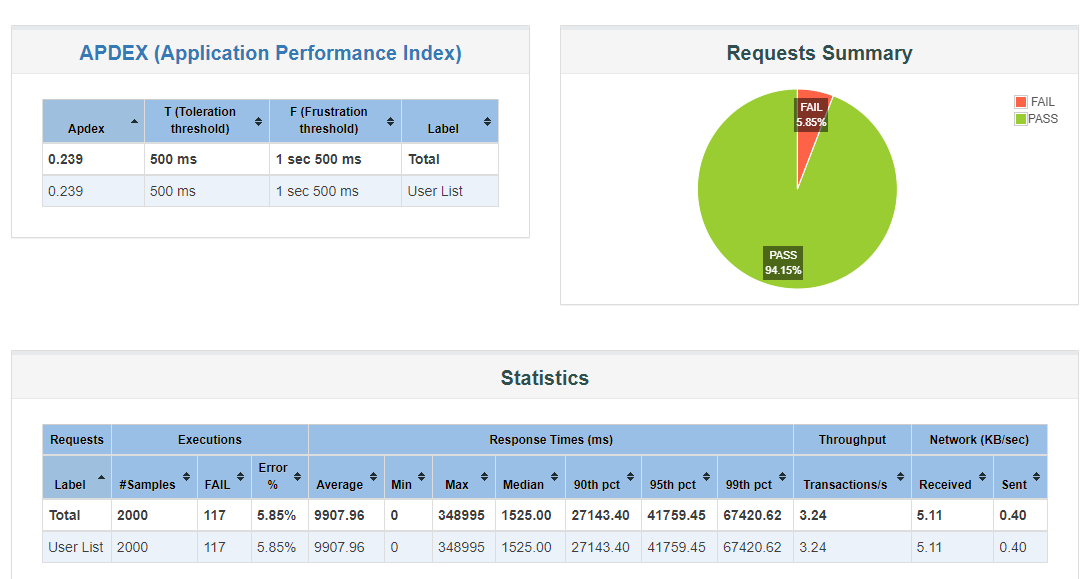 APDEX (Application Performance Index)
Apdex T (Toleration threshold) F (Frustration threshold) Label
0.239 500 ms 1 sec 500 ms Total
0.239 500 ms 1 sec 500 ms User List
Requests Summary
FAIL
5.85%
PASS
94.15%
FAIL
PASS
Statistics
Requests Executions Response Times (ms) Throughput Network (KB/sec)
Label #Samples FAIL Error % Average Min Max Median 90th pct 95th pct 99th pct Transactions/s Received Sent
Total 2000 117 5.85% 9907.96 0 348995 1525.00 27143.40 41759.45 67420.62 3.24 5.11 0.40
User List 2000 117 5.85% 9907.96 0 348995 1525.00 27143.40 41759.45 67420.62 3.24 5.11 0.40